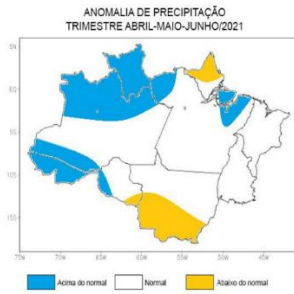 ANOMALIA DE PRECIPITAÇÃO
TRIMESTRE ABRIL-MAIO-JUNHO/2021
5N
5S
10S
15S
70W 65W 60W 55W 50W 45W
Acima do normal Normal Abaixo do normal